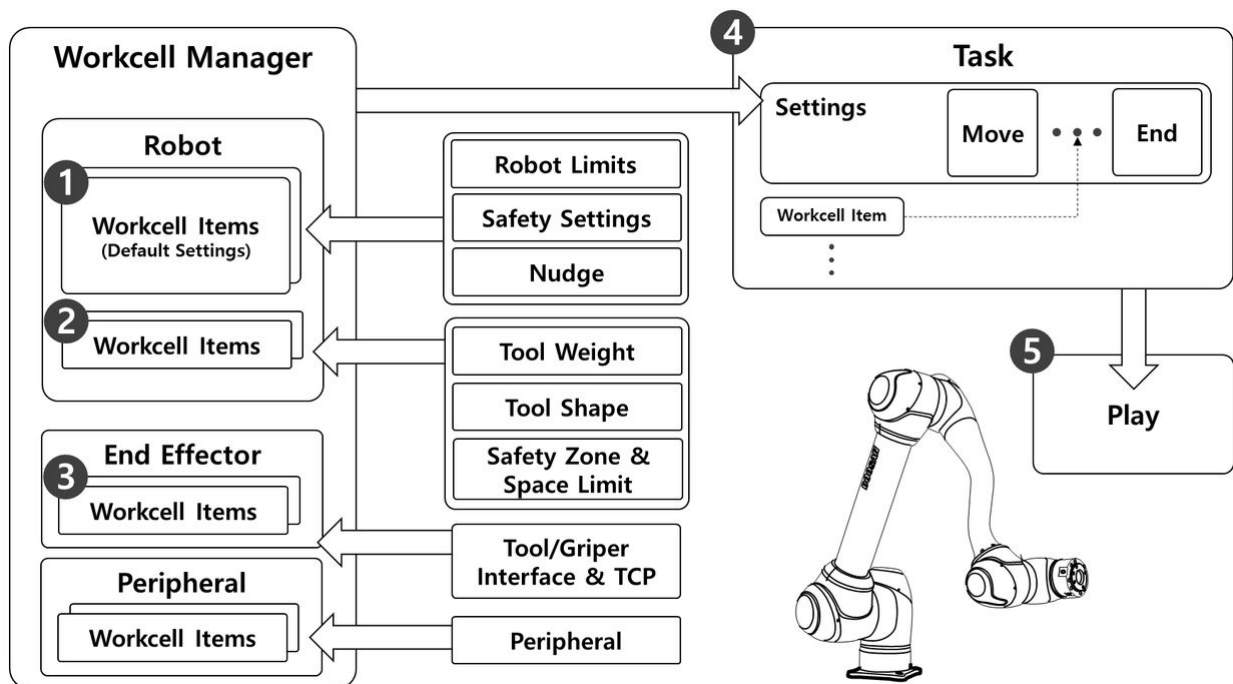 Workcell Manager
Robot
1
Workcell Items
(Default Settings)
2
Workcell Items
End Effector
3
Workcell Items
Peripheral
Workcell Items
Robot Limits
Safety Settings
Nudge
Tool Weight
Tool Shape
Safety Zone &
Space Limit
Tool/Griper
Interface & TCP
Peripheral
4
Task
Settings
Move
End
Workcell Item
5
Play